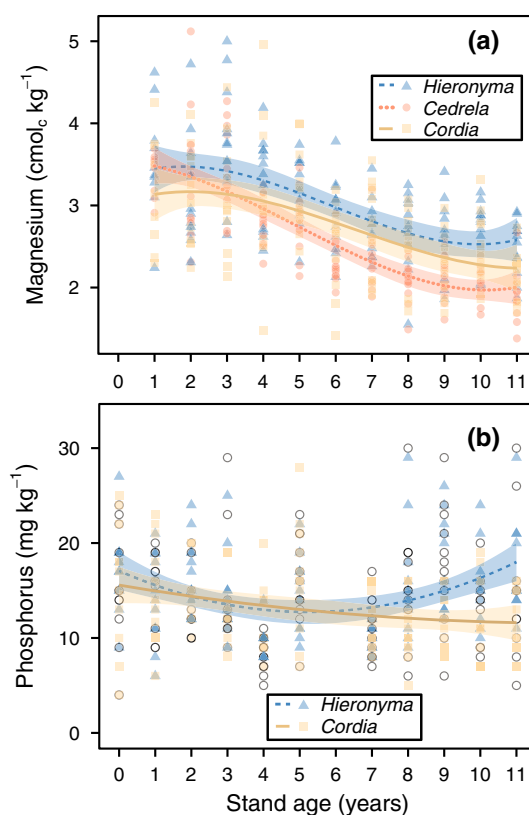 (a)
5
4
3
2
Magnesium (cmolc kg−1)
Hieronyma
Cedrela
Cordia
0 1 2 3 4 5 6 7 8 9 10 11
(b)
30
20
10
0
Phosphorus (mg kg−1)
Hieronyma
Cordia
0 1 2 3 4 5 6 7 8 9 10 11
Stand age (years)